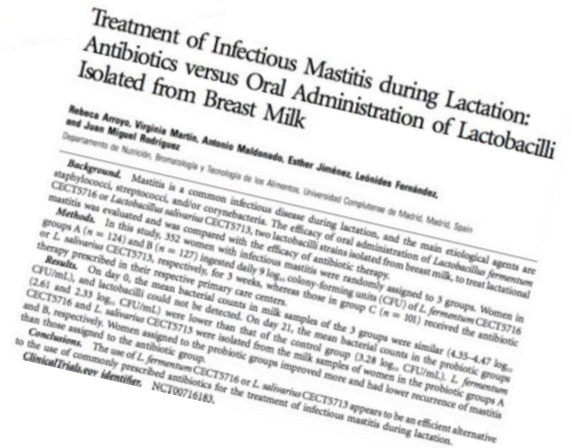 Treatment of Infectious Mastitis during Lactation:
Antibiotics versus Oral Administration of Lactobacilli
Isolated from Breast Milk
Rebeca Arroyo, Virginia Martín, Antonio Maldonado, Esther Jiménez, Leónides Fernández,
and Juan Miguel Rodríguez
Departamento de Nutrición, Bromatología y Tecnología de los Alimentos, Universidad Complutense de Madrid, Madrid, Spain
Background. Mastitis is a common infectious disease during lactation, and the main etiological agents are
staphylococci, streptococci, and/or corynebacteria. The efficacy of oral administration of Lactobacillus fermentum
CECT5716 or Lactobacillus salivarius CECT5713, two lactobacilli strains isolated from breast milk, to treat lactational
mastitis was evaluated and was compared with the efficacy of antibiotic therapy.
Methods. In this study, 352 women with infectious mastitis were randomly assigned to 3 groups. Women in
groups A (n = 124) and B (n = 127) ingested daily 9 log₁₀ colony-forming units (CFU) of L. fermentum CECT5716
or L. salivarius CECT5713, respectively, for 3 weeks, whereas those in group C (n = 101) received the antibiotic
therapy prescribed in their respective primary care centers.
Results. On day 0, the mean bacterial counts in milk samples of the 3 groups were similar (4.35–4.47 log₁₀
CFU/mL), and lactobacilli could not be detected. On day 21, the mean bacterial counts in the probiotic groups
(2.61 and 2.33 log₁₀ CFU/mL) were lower than that of the control group (3.28 log₁₀ CFU/mL). L. fermentum
CECT5716 and L. salivarius CECT5713 were isolated from the milk samples of women in the probiotic groups A
and B, respectively. Women assigned to the probiotic groups improved more and had lower recurrence of mastitis
than those assigned to the antibiotic group.
Conclusions. The use of L. fermentum CECT5716 or L. salivarius CECT5713 appears to be an efficient alternative
to the use of commonly prescribed antibiotics for the treatment of infectious mastitis during lactation.
ClinicalTrials.gov identifier. NCT00716183.